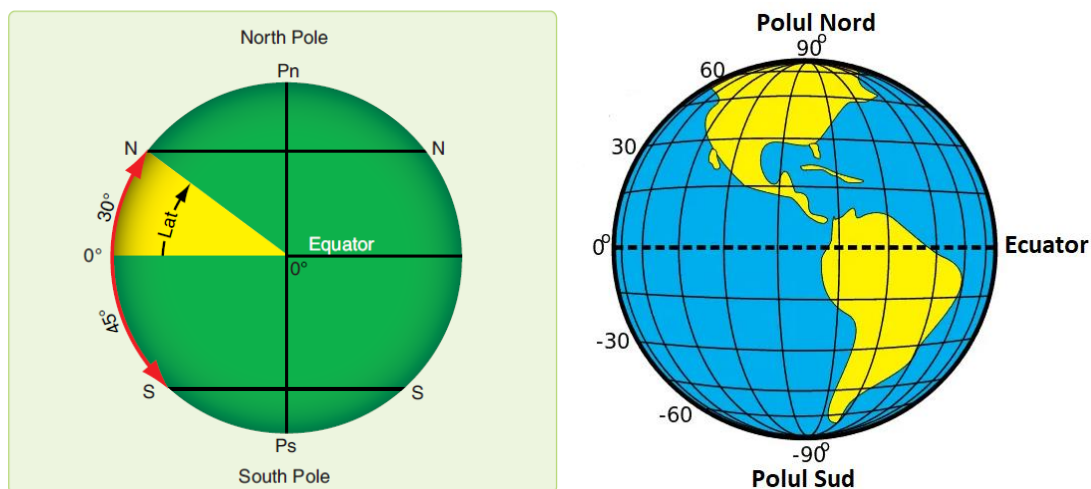 North Pole
Pn
N
N
30°
Lat
Equator
0°
0°
45°
S
S
Ps
South Pole
Polul Nord
90°
60
30
0°
Ecuator
-30
-60
-90°
Polul Sud